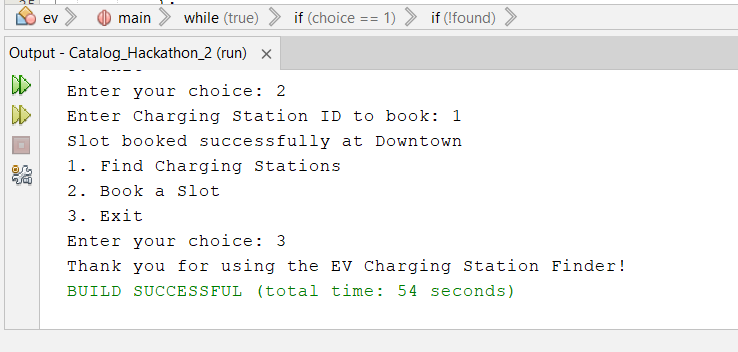 ev main while (true) if (choice == 1) if (!found)
Output - Catalog_Hackathon_2 (run) ×
Enter your choice: 2
Enter Charging Station ID to book: 1
Slot booked successfully at Downtown
1. Find Charging Stations
2. Book a Slot
3. Exit
Enter your choice: 3
Thank you for using the EV Charging Station Finder!
BUILD SUCCESSFUL (total time: 54 seconds)